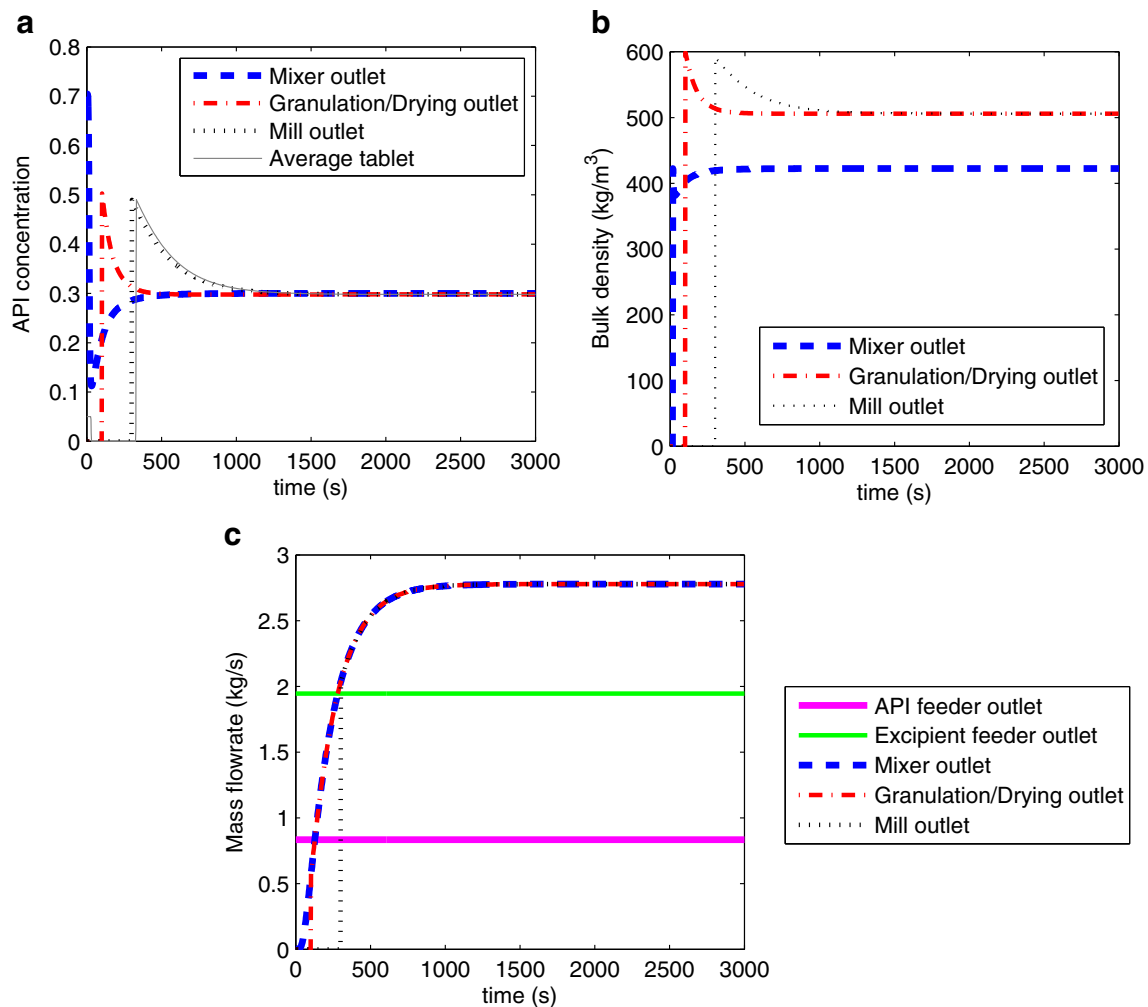 a
0.8
0.7
0.6
0.5
0.4
0.3
0.2
0.1
0
API concentration
Mixer outlet
Granulation/Drying outlet
Mill outlet
Average tablet
0 500 1000 1500 2000 2500 3000
time (s)
b
600
500
400
300
200
100
0
Bulk density (kg/m³)
Mixer outlet
Granulation/Drying outlet
Mill outlet
0 500 1000 1500 2000 2500 3000
time (s)
c
3
2.5
2
1.5
1
0.5
0
Mass flowrate (kg/s)
0 500 1000 1500 2000 2500 3000
time (s)
API feeder outlet
Excipient feeder outlet
Mixer outlet
Granulation/Drying outlet
Mill outlet